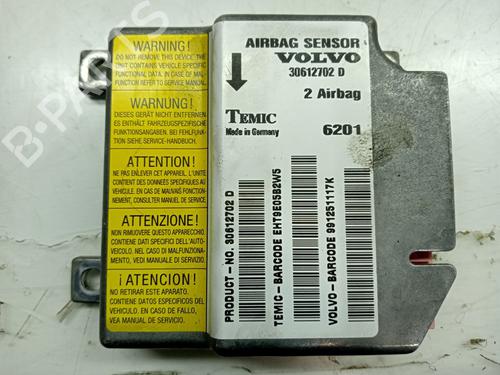 WARNING!
DO NOT REMOVE THIS DEVICE. THE
UNIT CONTAINS VEHICLE SPECIFIC
FUNCTIONAL DATA. IN CASE OF MAL-
FUNCTION REFER TO SERVICE MANUAL.
WARNUNG!
DIESES GERÄT NICHT ENTFERNEN
ES ENTHÄLT FAHRZEUGSPEZIFISCHE
FUNKTIONSANGABEN. BEI FEHLFUNK-
TION SIEHE SERVICE-HANDBUCH.
ATTENTION!
NE PAS ENLEVER CET APPAREIL. L'UNITE
CONTIENT DES DONNÉES SPECIFIQUES AU
VEHICULE. EN CAS DE MAUVAIS FONCTION-
NEMENT, CONSULTER MANUEL DE SERVICE.
ATTENZIONE!
NON RIMUOVERE QUESTO APPARECCHIO
CONTIENE DATI SPECIFICI DELL'AUTO-
VEICOLO. NEL CASO DI MALFUNZIONA-
MENTO, VEDI MANUALE DI SERVIZIO.
¡ATENCION!
NO RETIRAR ESTE APARATO.
CONTIENE DATOS ESPECIFICOS DEL
VEHICULO. EN CASO DE FALLO,
VEA MANUAL DE SERVICIO.
AIRBAG SENSOR
VOLVO
30612702 D
2 Airbag
TEMIC
Made in Germany
6201
PRODUCT-NO. 30612702 D
TEMIC-BARCODE EHT9E05B2W5
VOLVO-BARCODE 991251117K
B-PARTS